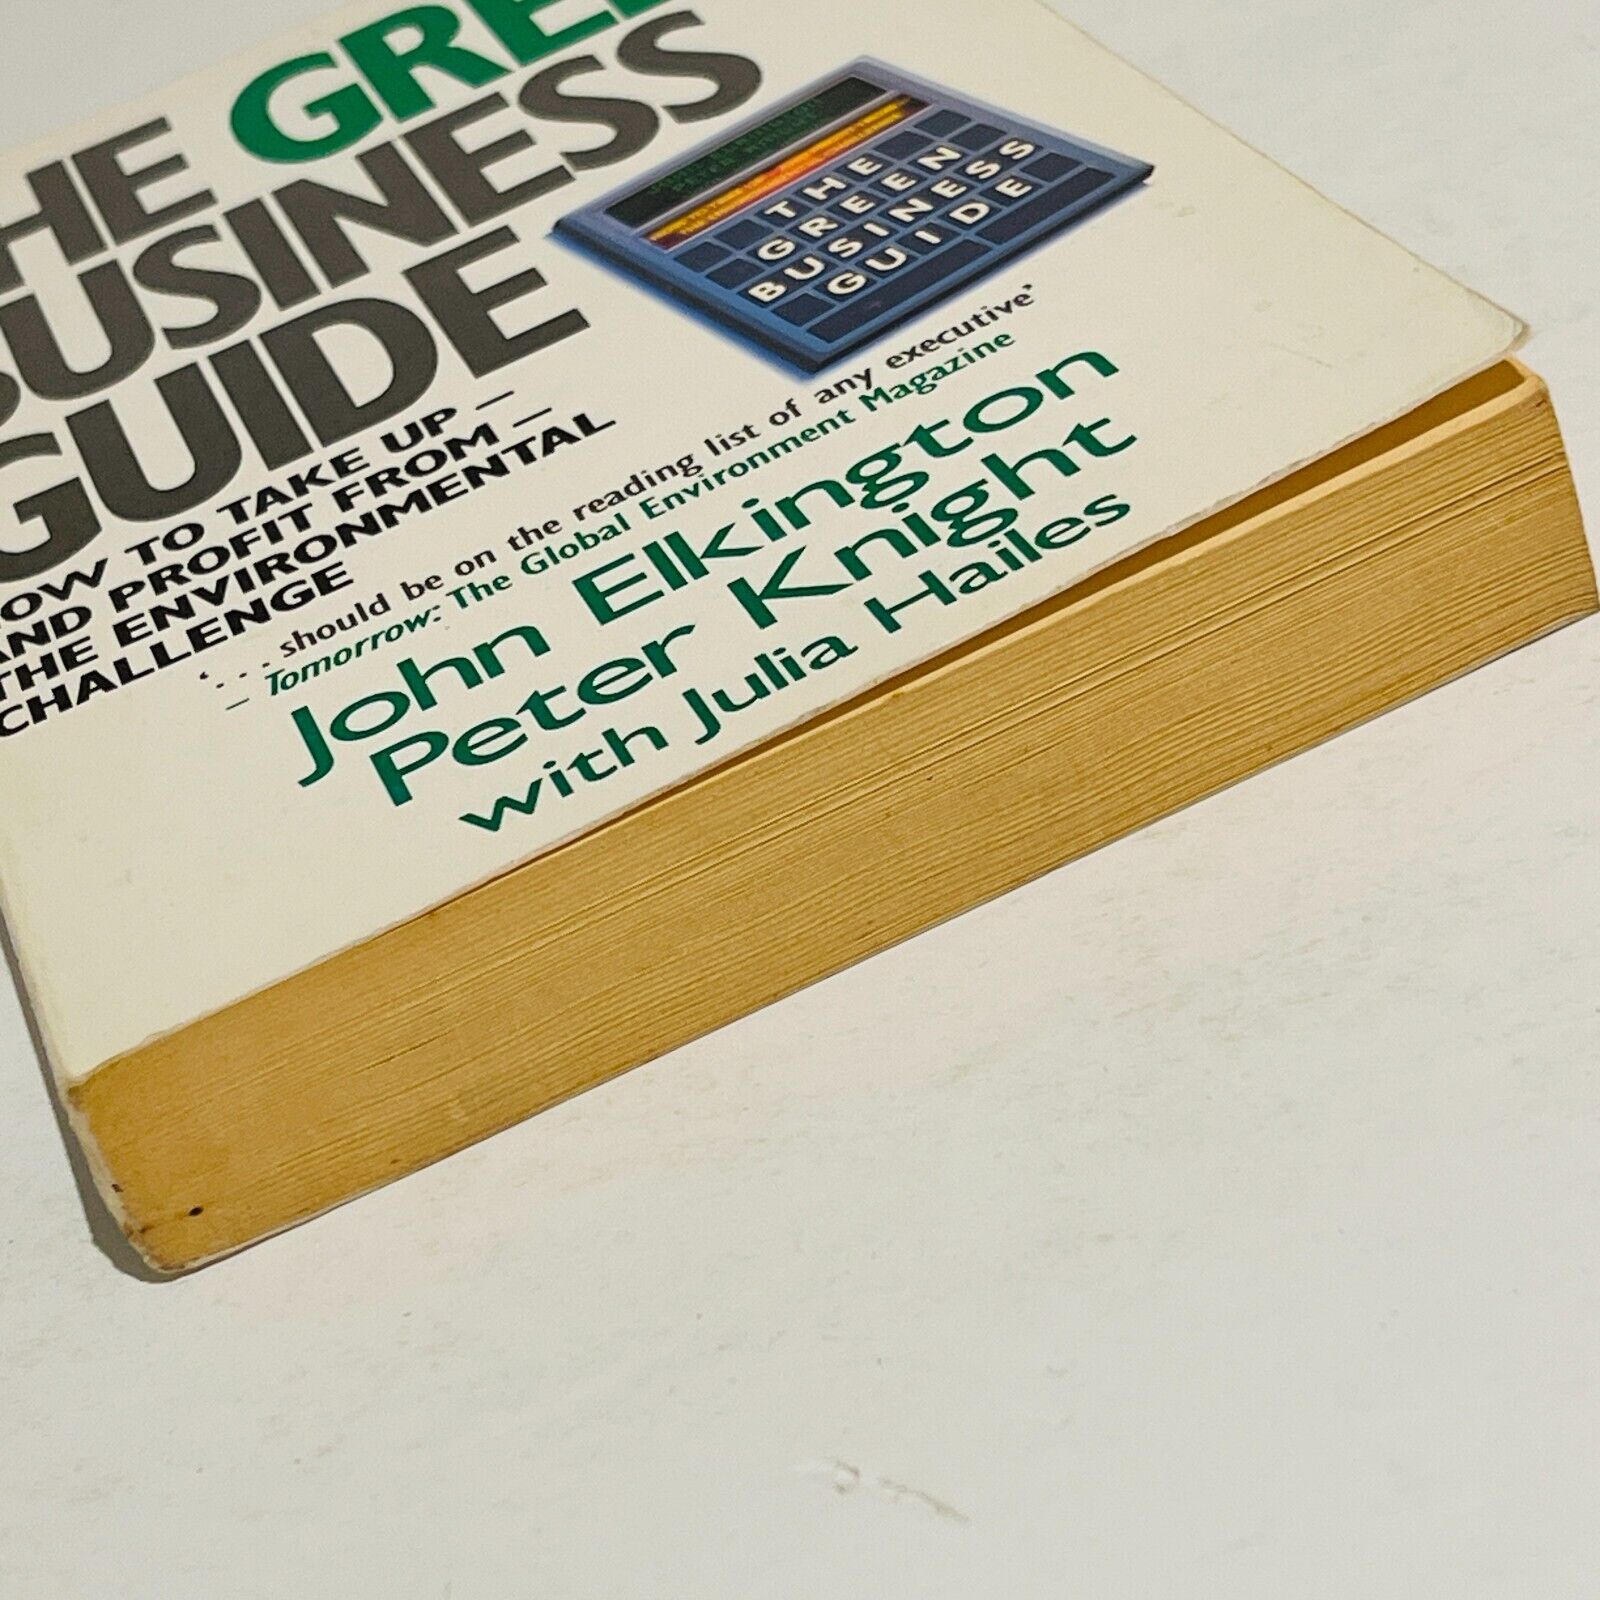 THE GREE
BUSINESS
GUIDE
HOW TO TAKE UP –
AND PROFIT FROM –
THE ENVIRONMENTAL
CHALLENGE
THE
GREEN
BUSINESS
GUIDE
‘...should be on the reading list of any executive’
– Tomorrow: The Global Environment Magazine
John Elkington
Peter Knight
with Julia Hailes